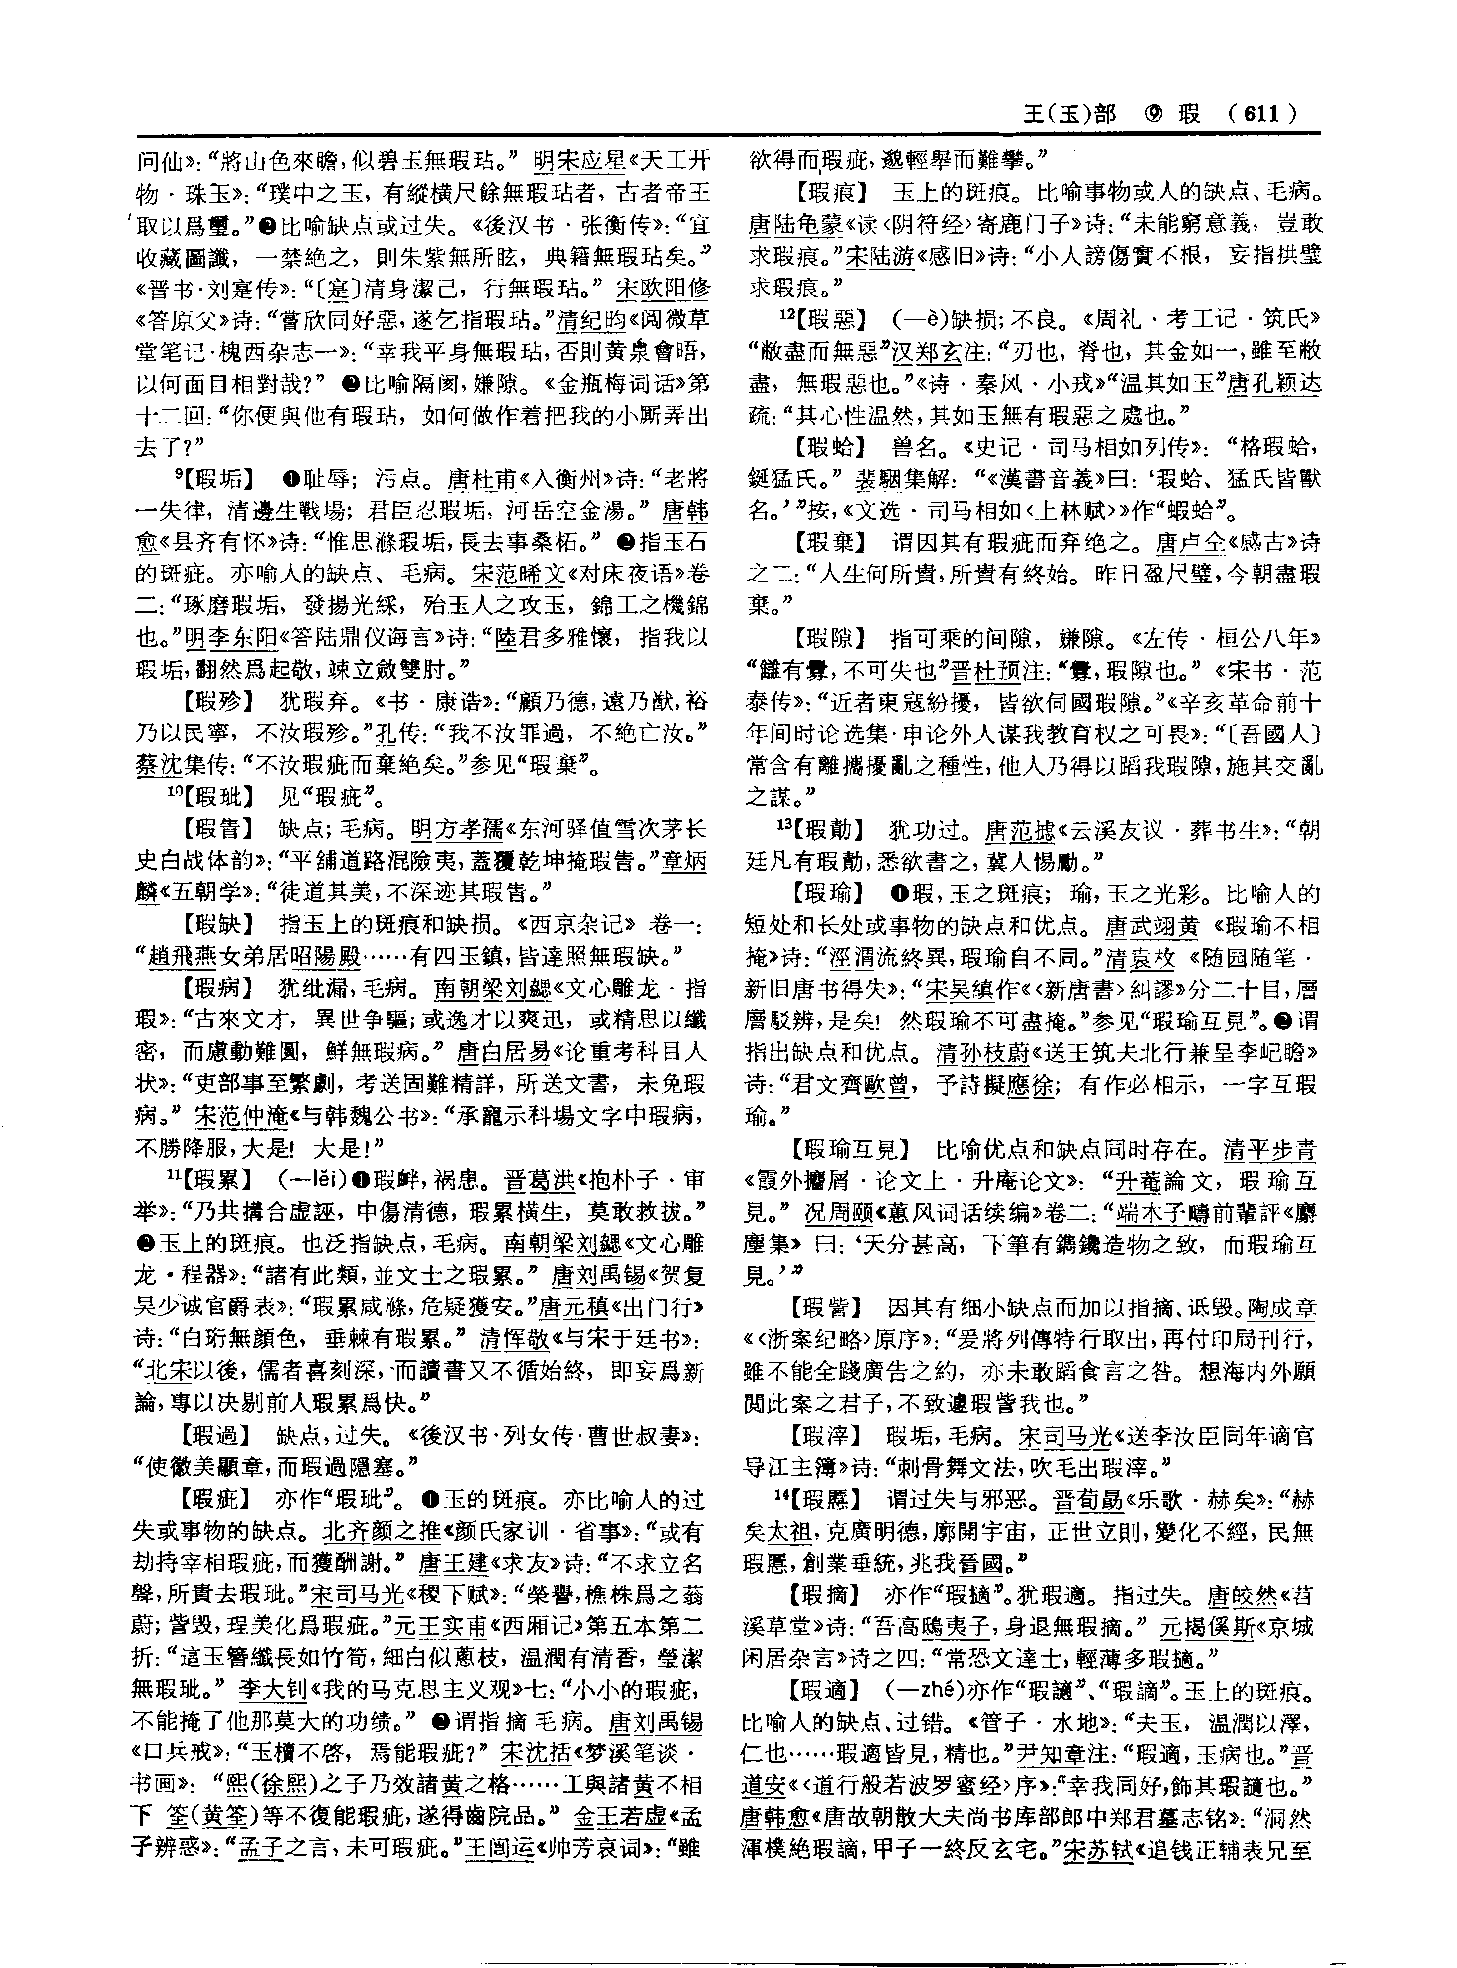 王(玉)部　⑨　瑕　(611)
问仙》：“將山色來瞻，似碧玉無瑕玷。” 明宋应星《天工开
物·珠玉》：“璞中之玉，有縱横尺餘無瑕玷者，古者帝王
取以爲璽。”❷比喻缺点或过失。《後汉书·张衡传》：“宜
收藏圖讖，一禁絶之，則朱紫無所眩，典籍無瑕玷矣。”
《晋书·刘寔传》：“〔寔〕清身潔己，行無瑕玷。” 宋欧阳修
《答原父》诗：“嘗欣同好惡，遂乞指瑕玷。”清纪昀《阅微草
堂笔记·槐西杂志一》：“幸我平身無瑕玷，否則黄泉會晤，
以何面目相對哉？” ❸比喻隔阂，嫌隙。《金瓶梅词话》第
十二回：“你便與他有瑕玷，如何做作着把我的小厮弄出
去了？”
⁹【瑕垢】 ❶耻辱；污点。唐杜甫《入衡州》诗：“老將
一失律，清邊生戰場；君臣忍瑕垢，河岳空金湯。” 唐韩
愈《县齐有怀》诗：“惟思滌瑕垢，長去事桑柘。” ❷指玉石
的斑疵。亦喻人的缺点、毛病。宋范晞文《对床夜语》卷
二：“琢磨瑕垢，發揚光綵，殆玉人之攻玉，錦工之機錦
也。”明李东阳《答陆鼎仪海言》诗：“陸君多雅懷，指我以
瑕垢，翻然爲起敬，竦立斂雙肘。”
【瑕殄】 犹瑕弃。《书·康诰》：“顧乃德，遠乃猷，裕
乃以民寧，不汝瑕殄。”孔传：“我不汝罪過，不絶亡汝。”
蔡沈集传：“不汝瑕疵而棄絶矣。”参见“瑕棄”。
¹⁰【瑕玼】 见“瑕疵”。
【瑕眚】 缺点；毛病。明方孝孺《东河驿值雪次茅长
史白战体韵》：“平鋪道路混險夷，蓋覆乾坤掩瑕眚。”章炳
麟《五朝学》：“徒道其美，不深迹其瑕眚。”
【瑕缺】 指玉上的斑痕和缺损。《西京杂记》卷一：
“趙飛燕女弟居昭陽殿……有四玉鎮，皆達照無瑕缺。”
【瑕病】 犹纰漏，毛病。南朝梁刘勰《文心雕龙·指
瑕》：“古來文才，異世争驅；或逸才以爽迅，或精思以纖
密，而慮動難圓，鮮無瑕病。” 唐白居易《论重考科目人
状》：“吏部事至繁劇，考送固難精詳，所送文書，未免瑕
病。” 宋范仲淹《与韩魏公书》：“承寵示科場文字中瑕病，
不勝降服，大是！大是！”
¹¹【瑕累】 (—lěi)❶瑕衅，祸患。晋葛洪《抱朴子·审
举》：“乃共搆合虚誣，中傷清德，瑕累横生，莫敢救拔。”
❷玉上的斑痕。也泛指缺点，毛病。南朝梁刘勰《文心雕
龙·程器》：“諸有此類，並文士之瑕累。” 唐刘禹锡《贺复
吴少诚官爵表》：“瑕累咸滌，危疑獲安。”唐元稹《出门行》
诗：“白珩無顔色，垂棘有瑕累。” 清恽敬《与宋于廷书》：
“北宋以後，儒者喜刻深，而讀書又不循始終，即妄爲新
論，專以决剔前人瑕累爲快。”
【瑕過】 缺点，过失。《後汉书·列女传·曹世叔妻》：
“使徽美顯章，而瑕過隱塞。”
【瑕疵】 亦作“瑕玼”。❶玉的斑痕。亦比喻人的过
失或事物的缺点。北齐颜之推《颜氏家训·省事》：“或有
劫持宰相瑕疵，而獲酬謝。” 唐王建《求友》诗：“不求立名
聲，所貴去瑕玼。”宋司马光《稷下赋》：“榮譽，樵株爲之蓊
蔚；訾毁，珵美化爲瑕疵。”元王实甫《西厢记》第五本第二
折：“這玉簪纖長如竹筍，細白似蔥枝，温潤有清香，瑩潔
無瑕玼。” 李大钊《我的马克思主义观》七：“小小的瑕疵，
不能掩了他那莫大的功绩。” ❷谓指摘毛病。唐刘禹锡
《口兵戒》：“玉櫝不啓，焉能瑕疵？” 宋沈括《梦溪笔谈·
书画》：“熙(徐熙)之子乃效諸黄之格……工與諸黄不相
下 筌(黄筌)等不復能瑕疵，遂得齒院品。” 金王若虚《孟
子辨惑》：“孟子之言，未可瑕疵。”王闿运《帅芳哀词》：“雖
欲得而瑕疵，邈輕舉而難攀。”
【瑕痕】 玉上的斑痕。比喻事物或人的缺点、毛病。
唐陆龟蒙《读〈阴符经〉寄鹿门子》诗：“未能窮意義，豈敢
求瑕痕。”宋陆游《感旧》诗：“小人謗傷實不根，妄指拱璧
求瑕痕。”
¹²【瑕惡】 (—è)缺损；不良。《周礼·考工记·筑氏》
“敝盡而無惡”汉郑玄注：“刃也，脊也，其金如一，雖至敝
盡，無瑕惡也。”《诗·秦风·小戎》“温其如玉”唐孔颖达
疏：“其心性温然，其如玉無有瑕惡之處也。”
【瑕蛤】 兽名。《史记·司马相如列传》：“格瑕蛤，
鋋猛氏。” 裴駰集解：“《漢書音義》曰：‘瑕蛤、猛氏皆獸
名。’”按，《文选·司马相如〈上林赋〉》作“蝦蛤”。
【瑕棄】 谓因其有瑕疵而弃绝之。唐卢仝《感古》诗
之二：“人生何所貴，所貴有終始。昨日盈尺璧，今朝盡瑕
棄。”
【瑕隙】 指可乘的间隙，嫌隙。《左传·桓公八年》
“讎有釁，不可失也”晋杜预注：“釁，瑕隙也。”《宋书·范
泰传》：“近者東寇紛擾，皆欲伺國瑕隙。”《辛亥革命前十
年间时论选集·申论外人谋我教育权之可畏》：“〔吾國人〕
常含有離攜擾亂之種性，他人乃得以蹈我瑕隙，施其交亂
之謀。”
¹³【瑕勣】 犹功过。唐范摅《云溪友议·葬书生》：“朝
廷凡有瑕勣，悉欲書之，冀人惕勵。”
【瑕瑜】 ❶瑕，玉之斑痕；瑜，玉之光彩。比喻人的
短处和长处或事物的缺点和优点。唐武翊黄《瑕瑜不相
掩》诗：“涇渭流終異，瑕瑜自不同。”清袁枚《随园随笔·
新旧唐书得失》：“宋吴縝作《〈新唐書〉糾謬》分二十目，層
層駁辨，是矣！然瑕瑜不可盡掩。”参见“瑕瑜互見”。❷谓
指出缺点和优点。清孙枝蔚《送王筑夫北行兼呈李屺瞻》
诗：“君文齊歐曾，予詩擬應徐；有作必相示，一字互瑕
瑜。”
【瑕瑜互見】 比喻优点和缺点同时存在。清平步青
《霞外攟屑·论文上·升庵论文》：“升菴論文，瑕瑜互
見。” 况周颐《蕙风词话续编》卷二：“端木子疇前輩評《麝
塵集》曰：‘天分甚高，下筆有鐫鑱造物之致，而瑕瑜互
見。’”
【瑕訾】 因其有细小缺点而加以指摘、诋毁。陶成章
《〈浙案纪略〉原序》：“爰將列傳特行取出，再付印局刊行，
雖不能全踐廣告之約，亦未敢蹈食言之咎。想海内外願
閲此案之君子，不致遽瑕訾我也。”
【瑕滓】 瑕垢，毛病。宋司马光《送李汝臣同年谪官
导江主簿》诗：“刺骨舞文法，吹毛出瑕滓。”
¹⁴【瑕慝】 谓过失与邪恶。晋荀勗《乐歌·赫矣》：“赫
矣太祖，克廣明德，廓開宇宙，正世立則，變化不經，民無
瑕慝，創業垂統，兆我晉國。”
【瑕摘】 亦作“瑕擿”。犹瑕適。指过失。唐皎然《苕
溪草堂》诗：“吾高鴟夷子，身退無瑕摘。” 元揭傒斯《京城
闲居杂言》诗之四：“常恐文達士，輕薄多瑕擿。”
【瑕適】 (—zhé)亦作“瑕讁”、“瑕謫”。玉上的斑痕。
比喻人的缺点、过错。《管子·水地》：“夫玉，温潤以澤，
仁也……瑕適皆見，精也。”尹知章注：“瑕適，玉病也。”晋
道安《〈道行般若波罗蜜经〉序》：“幸我同好，飾其瑕讁也。”
唐韩愈《唐故朝散大夫尚书库部郎中郑君墓志铭》：“洞然
渾樸絶瑕謫，甲子一終反玄宅。”宋苏轼《追饯正辅表兄至